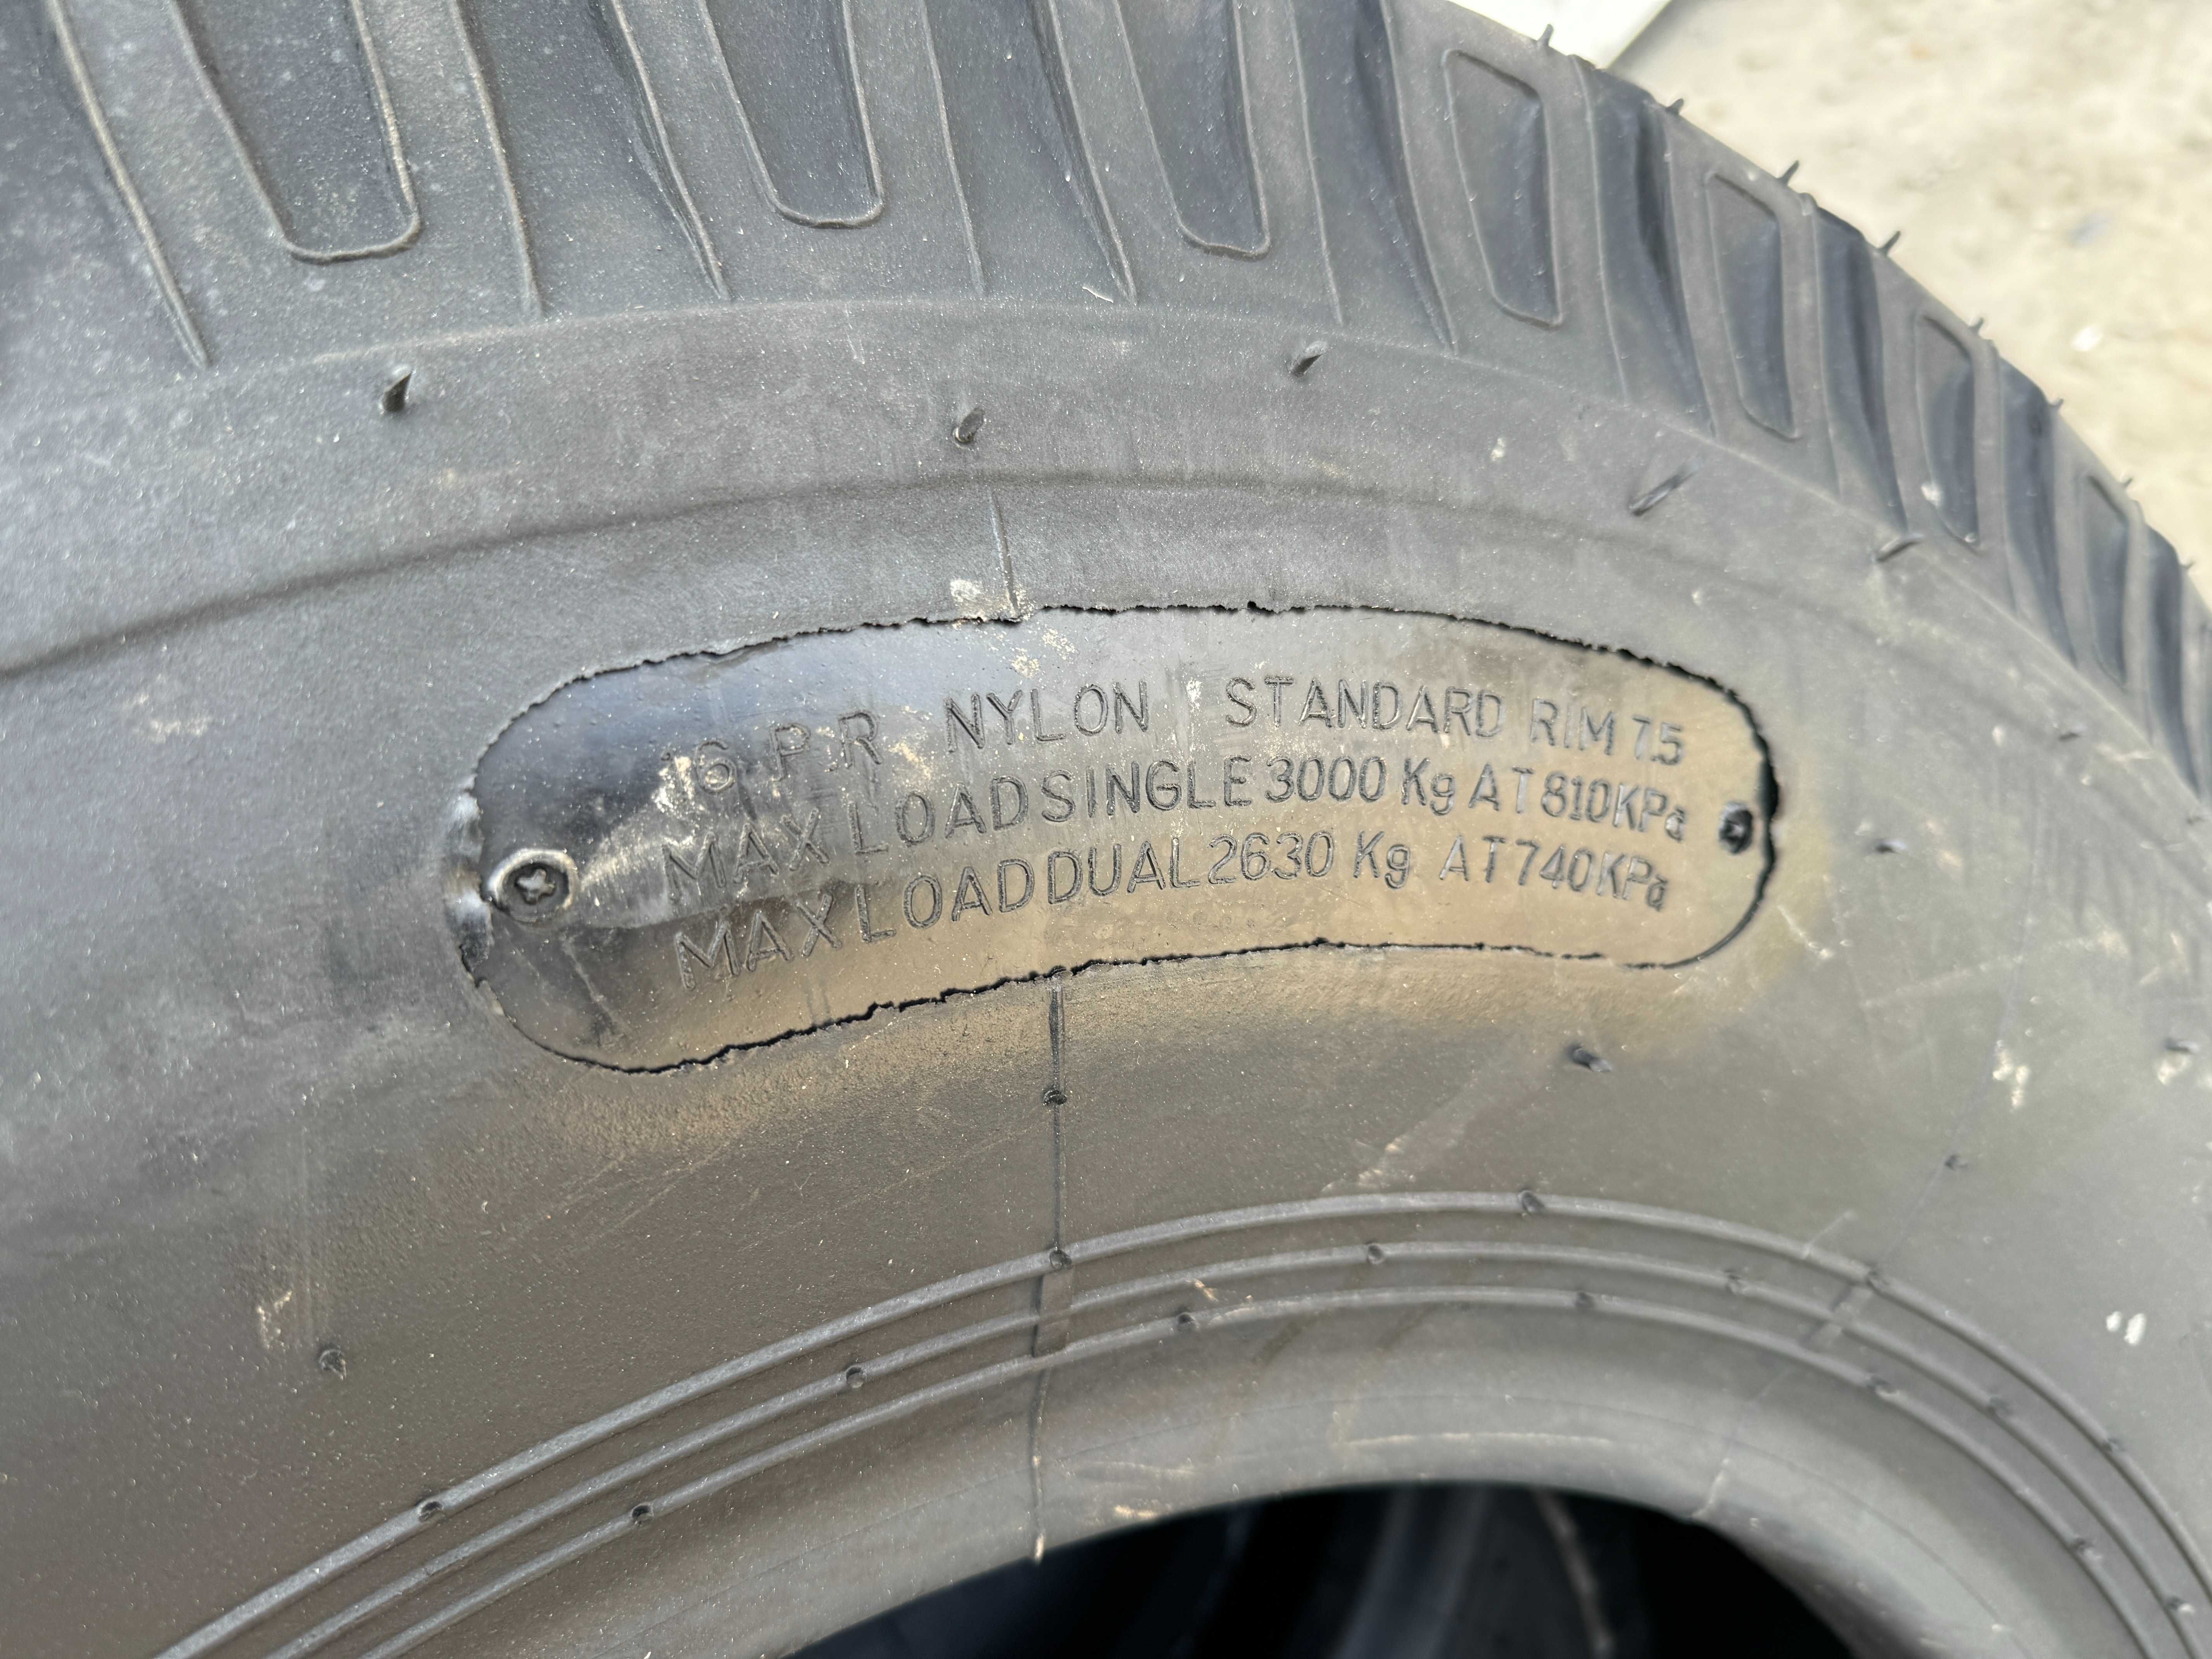 16 P.R NYLON STANDARD RIM 7.5
MAX LOAD SINGLE 3000 Kg AT 810KPa
MAX LOAD DUAL 2630 Kg AT 740KPa